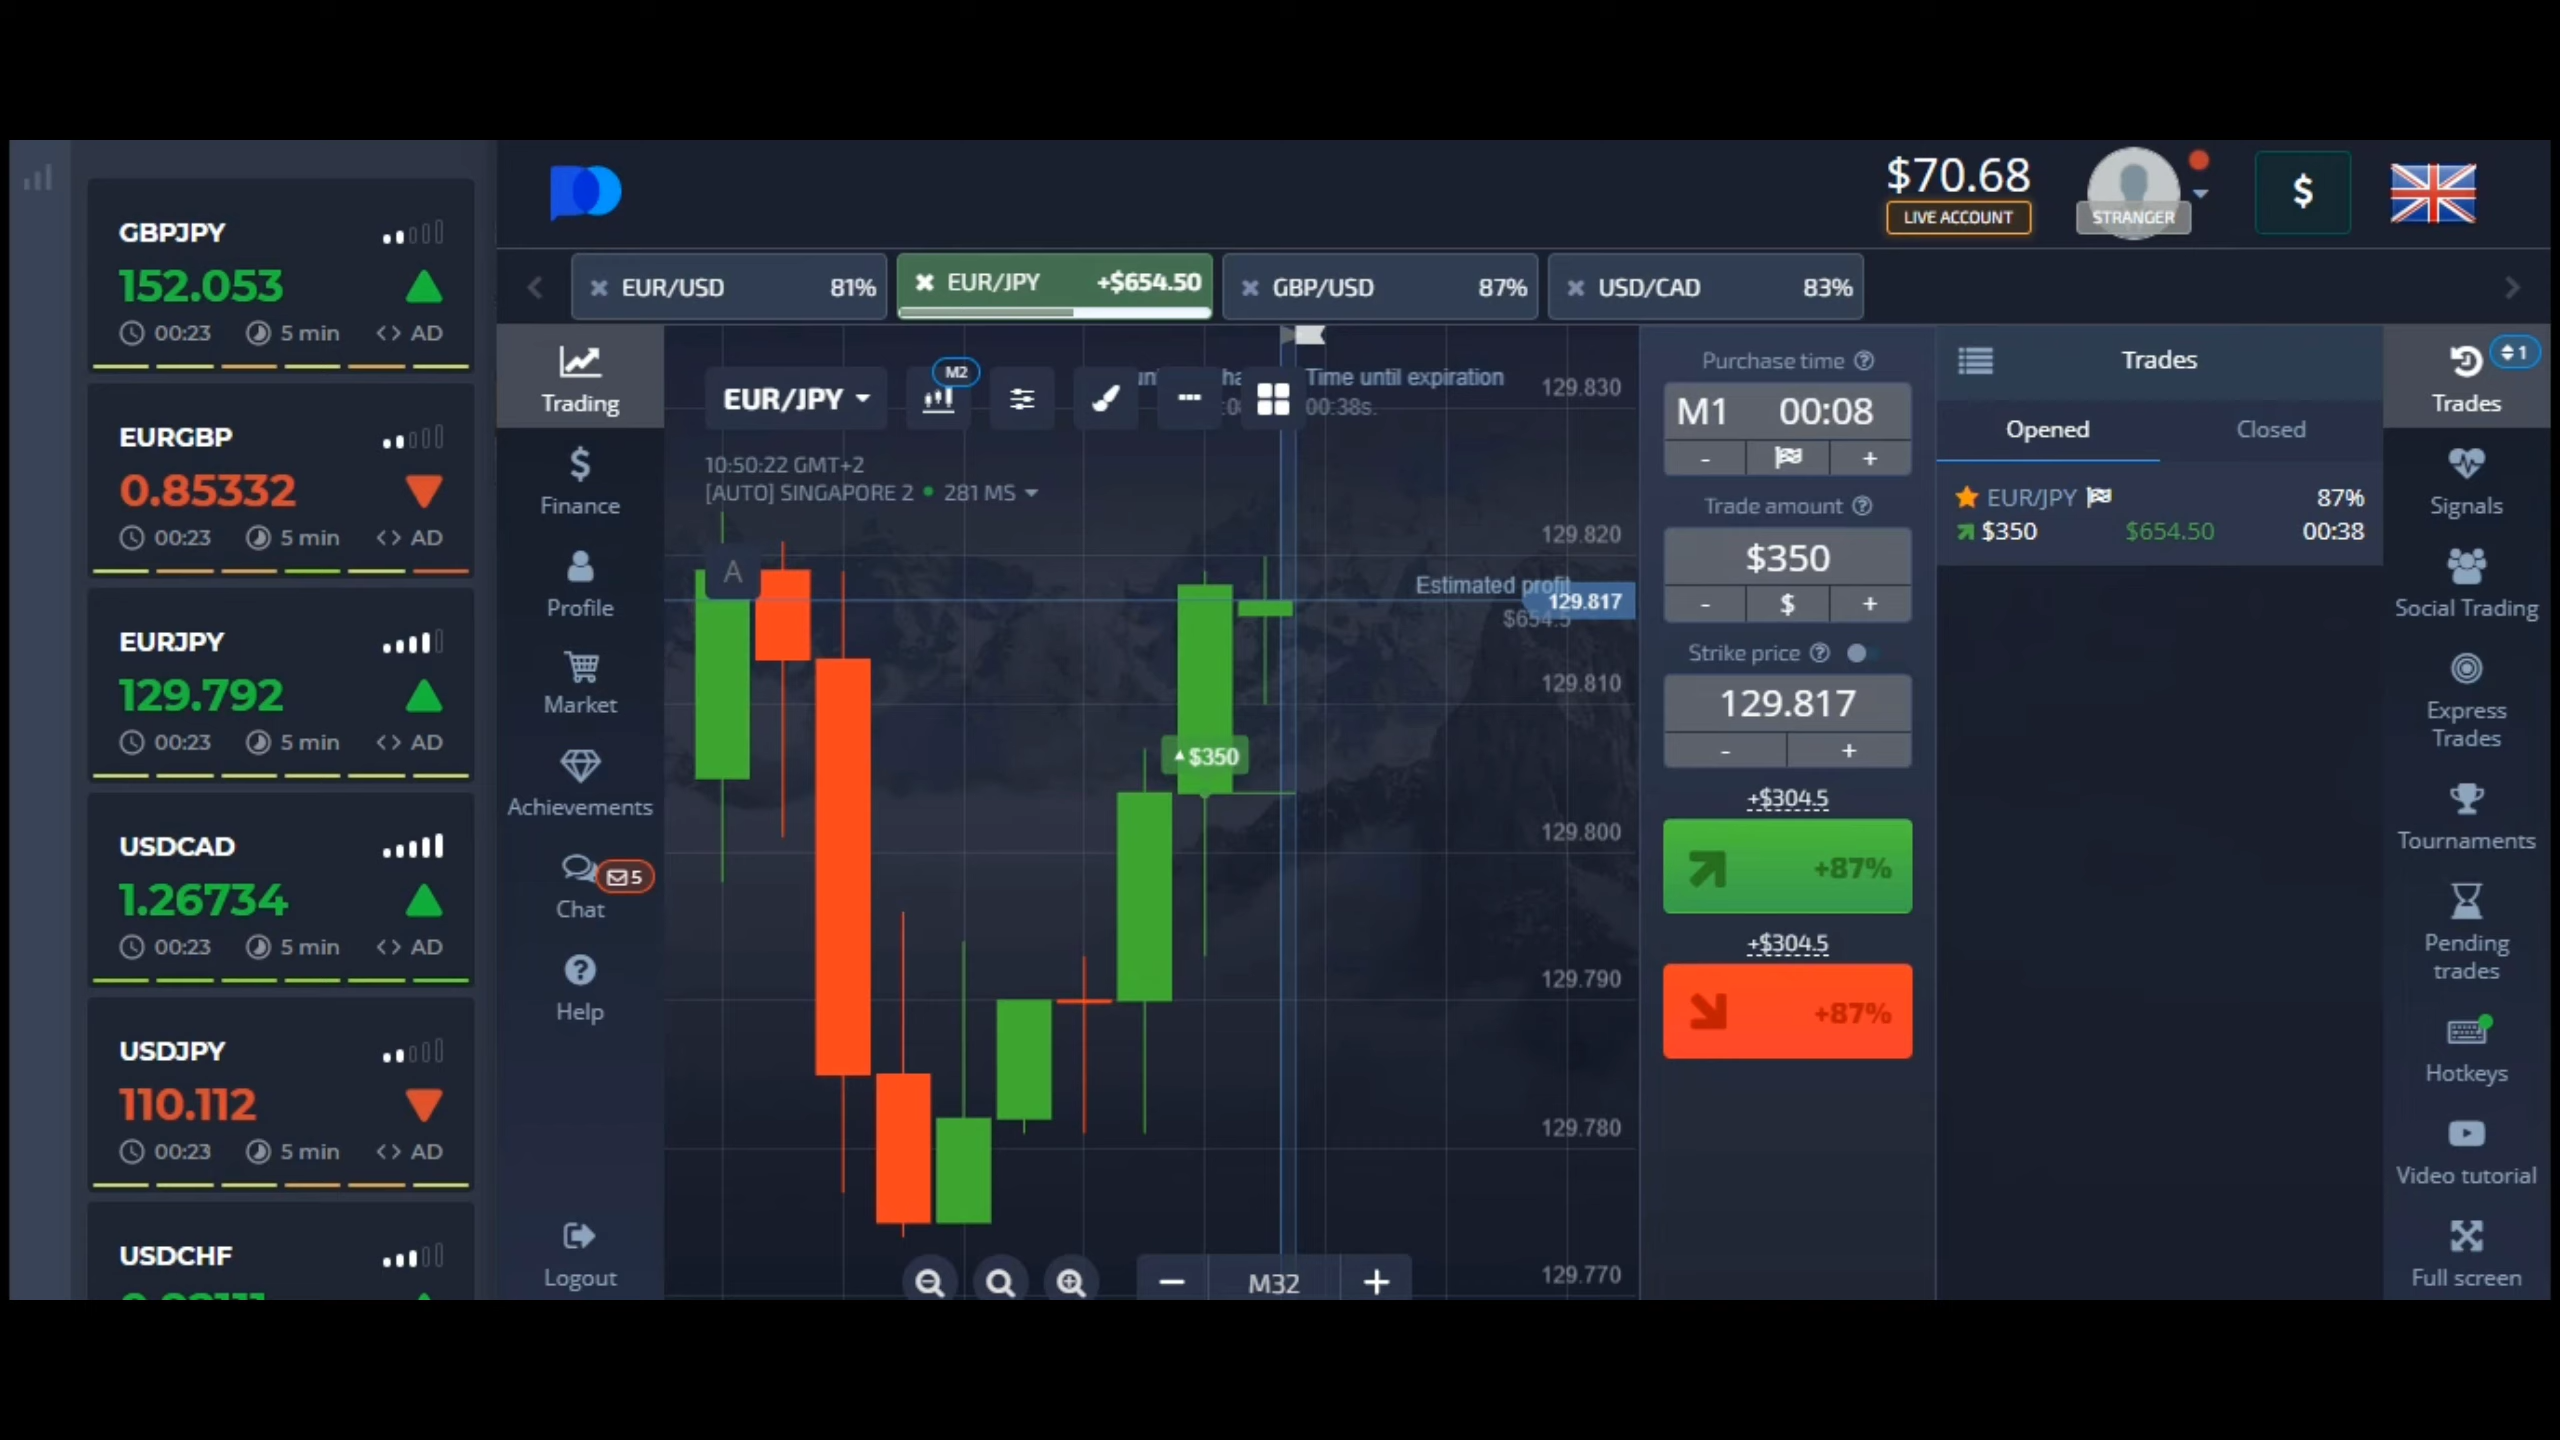 GBPJPY
152.053
00:23 5 min <> AD
EURGBP
0.85332
00:23 5 min <> AD
EURJPY
129.792
00:23 5 min <> AD
USDCAD
1.26734
00:23 5 min <> AD
USDJPY
110.112
00:23 5 min <> AD
USDCHF
$70.68
LIVE ACCOUNT
STRANGER
$
EUR/USD 81%
EUR/JPY +$654.50
GBP/USD 87%
USD/CAD 83%
Trading
$
Finance
Profile
Market
Achievements
5
Chat
?
Help
Logout
EUR/JPY
M2
Time until expiration
00:38s.
10:50:22 GMT+2
[AUTO] SINGAPORE 2 • 281 MS
A
$350
Estimated profit
$654.5
129.817
129.830
129.820
129.810
129.800
129.790
129.780
129.770
− M32 +
Purchase time ?
M1 00:08
- +
Trade amount ?
$350
- $ +
Strike price ?
129.817
- +
+$304.5
+87%
+$304.5
+87%
Trades
Opened Closed
EUR/JPY 87%
$350 $654.50 00:38
1
Trades
Signals
Social Trading
Express
Trades
Tournaments
Pending
trades
Hotkeys
Video tutorial
Full screen